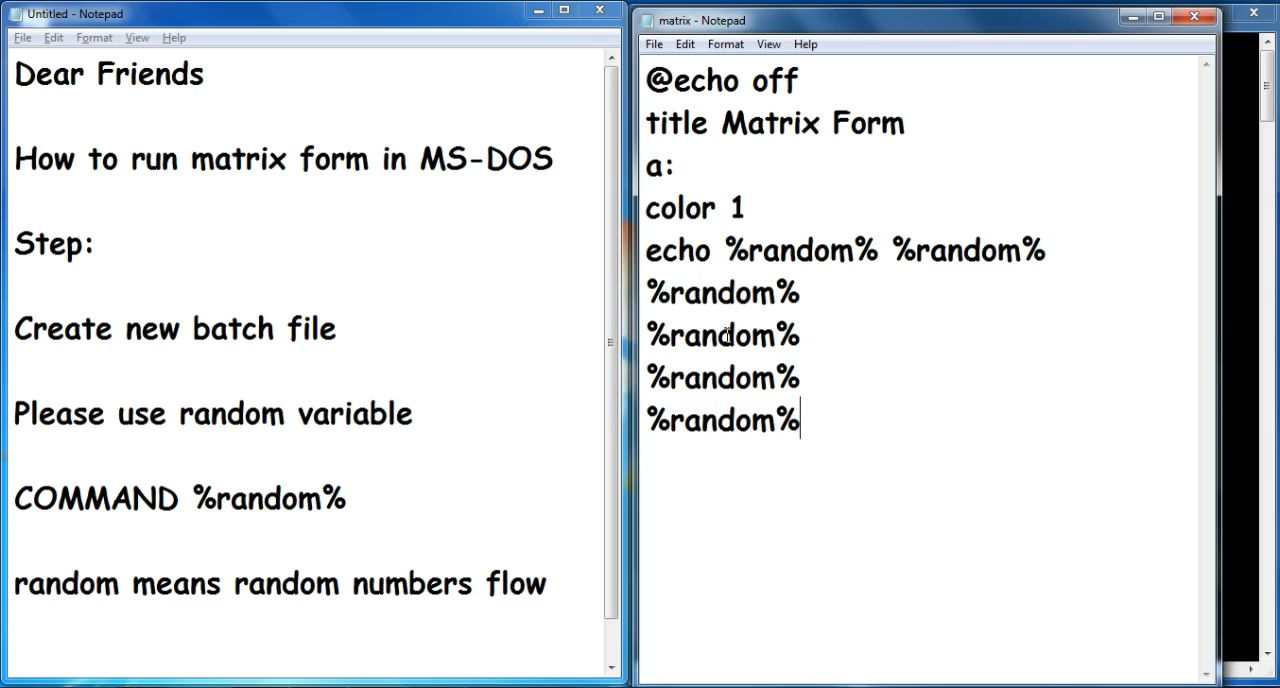 Untitled - Notepad
File Edit Format View Help
Dear Friends
How to run matrix form in MS-DOS
Step:
Create new batch file
Please use random variable
COMMAND %random%
random means random numbers flow
matrix - Notepad
File Edit Format View Help
@echo off
title Matrix Form
a:
color 1
echo %random% %random%
%random%
%random%
%random%
%random%